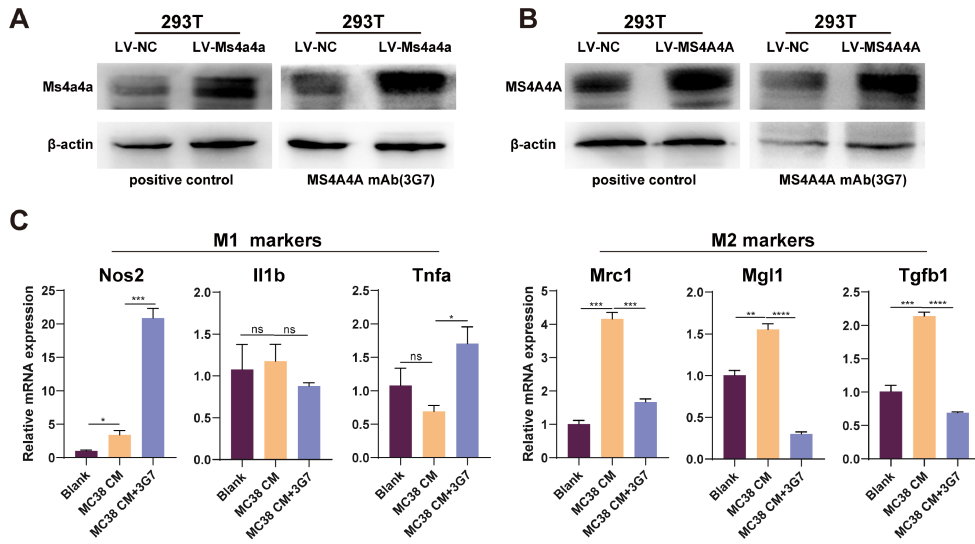 A
293T
293T
LV-NC
LV-Ms4a4a
LV-NC
LV-Ms4a4a
Ms4a4a
β-actin
positive control
MS4A4A mAb(3G7)
B
293T
293T
LV-NC
LV-MS4A4A
LV-NC
LV-MS4A4A
MS4A4A
β-actin
positive control
MS4A4A mAb(3G7)
C
M1 markers
M2 markers
Nos2
Relative mRNA expression
25
20
15
10
5
0
*
***
Blank
MC38 CM
MC38 CM+3G7
Il1b
2.0
1.5
1.0
0.5
0.0
ns
ns
Blank
MC38 CM
MC38 CM+3G7
Tnfa
2.5
2.0
1.5
1.0
0.5
0.0
ns
*
Blank
MC38 CM
MC38 CM+3G7
Mrc1
Relative mRNA expression
5
4
3
2
1
0
***
***
Blank
MC38 CM
MC38 CM+3G7
Mgl1
2.0
1.5
1.0
0.5
0.0
**
****
Blank
MC38 CM
MC38 CM+3G7
Tgfb1
2.5
2.0
1.5
1.0
0.5
0.0
***
****
Blank
MC38 CM
MC38 CM+3G7